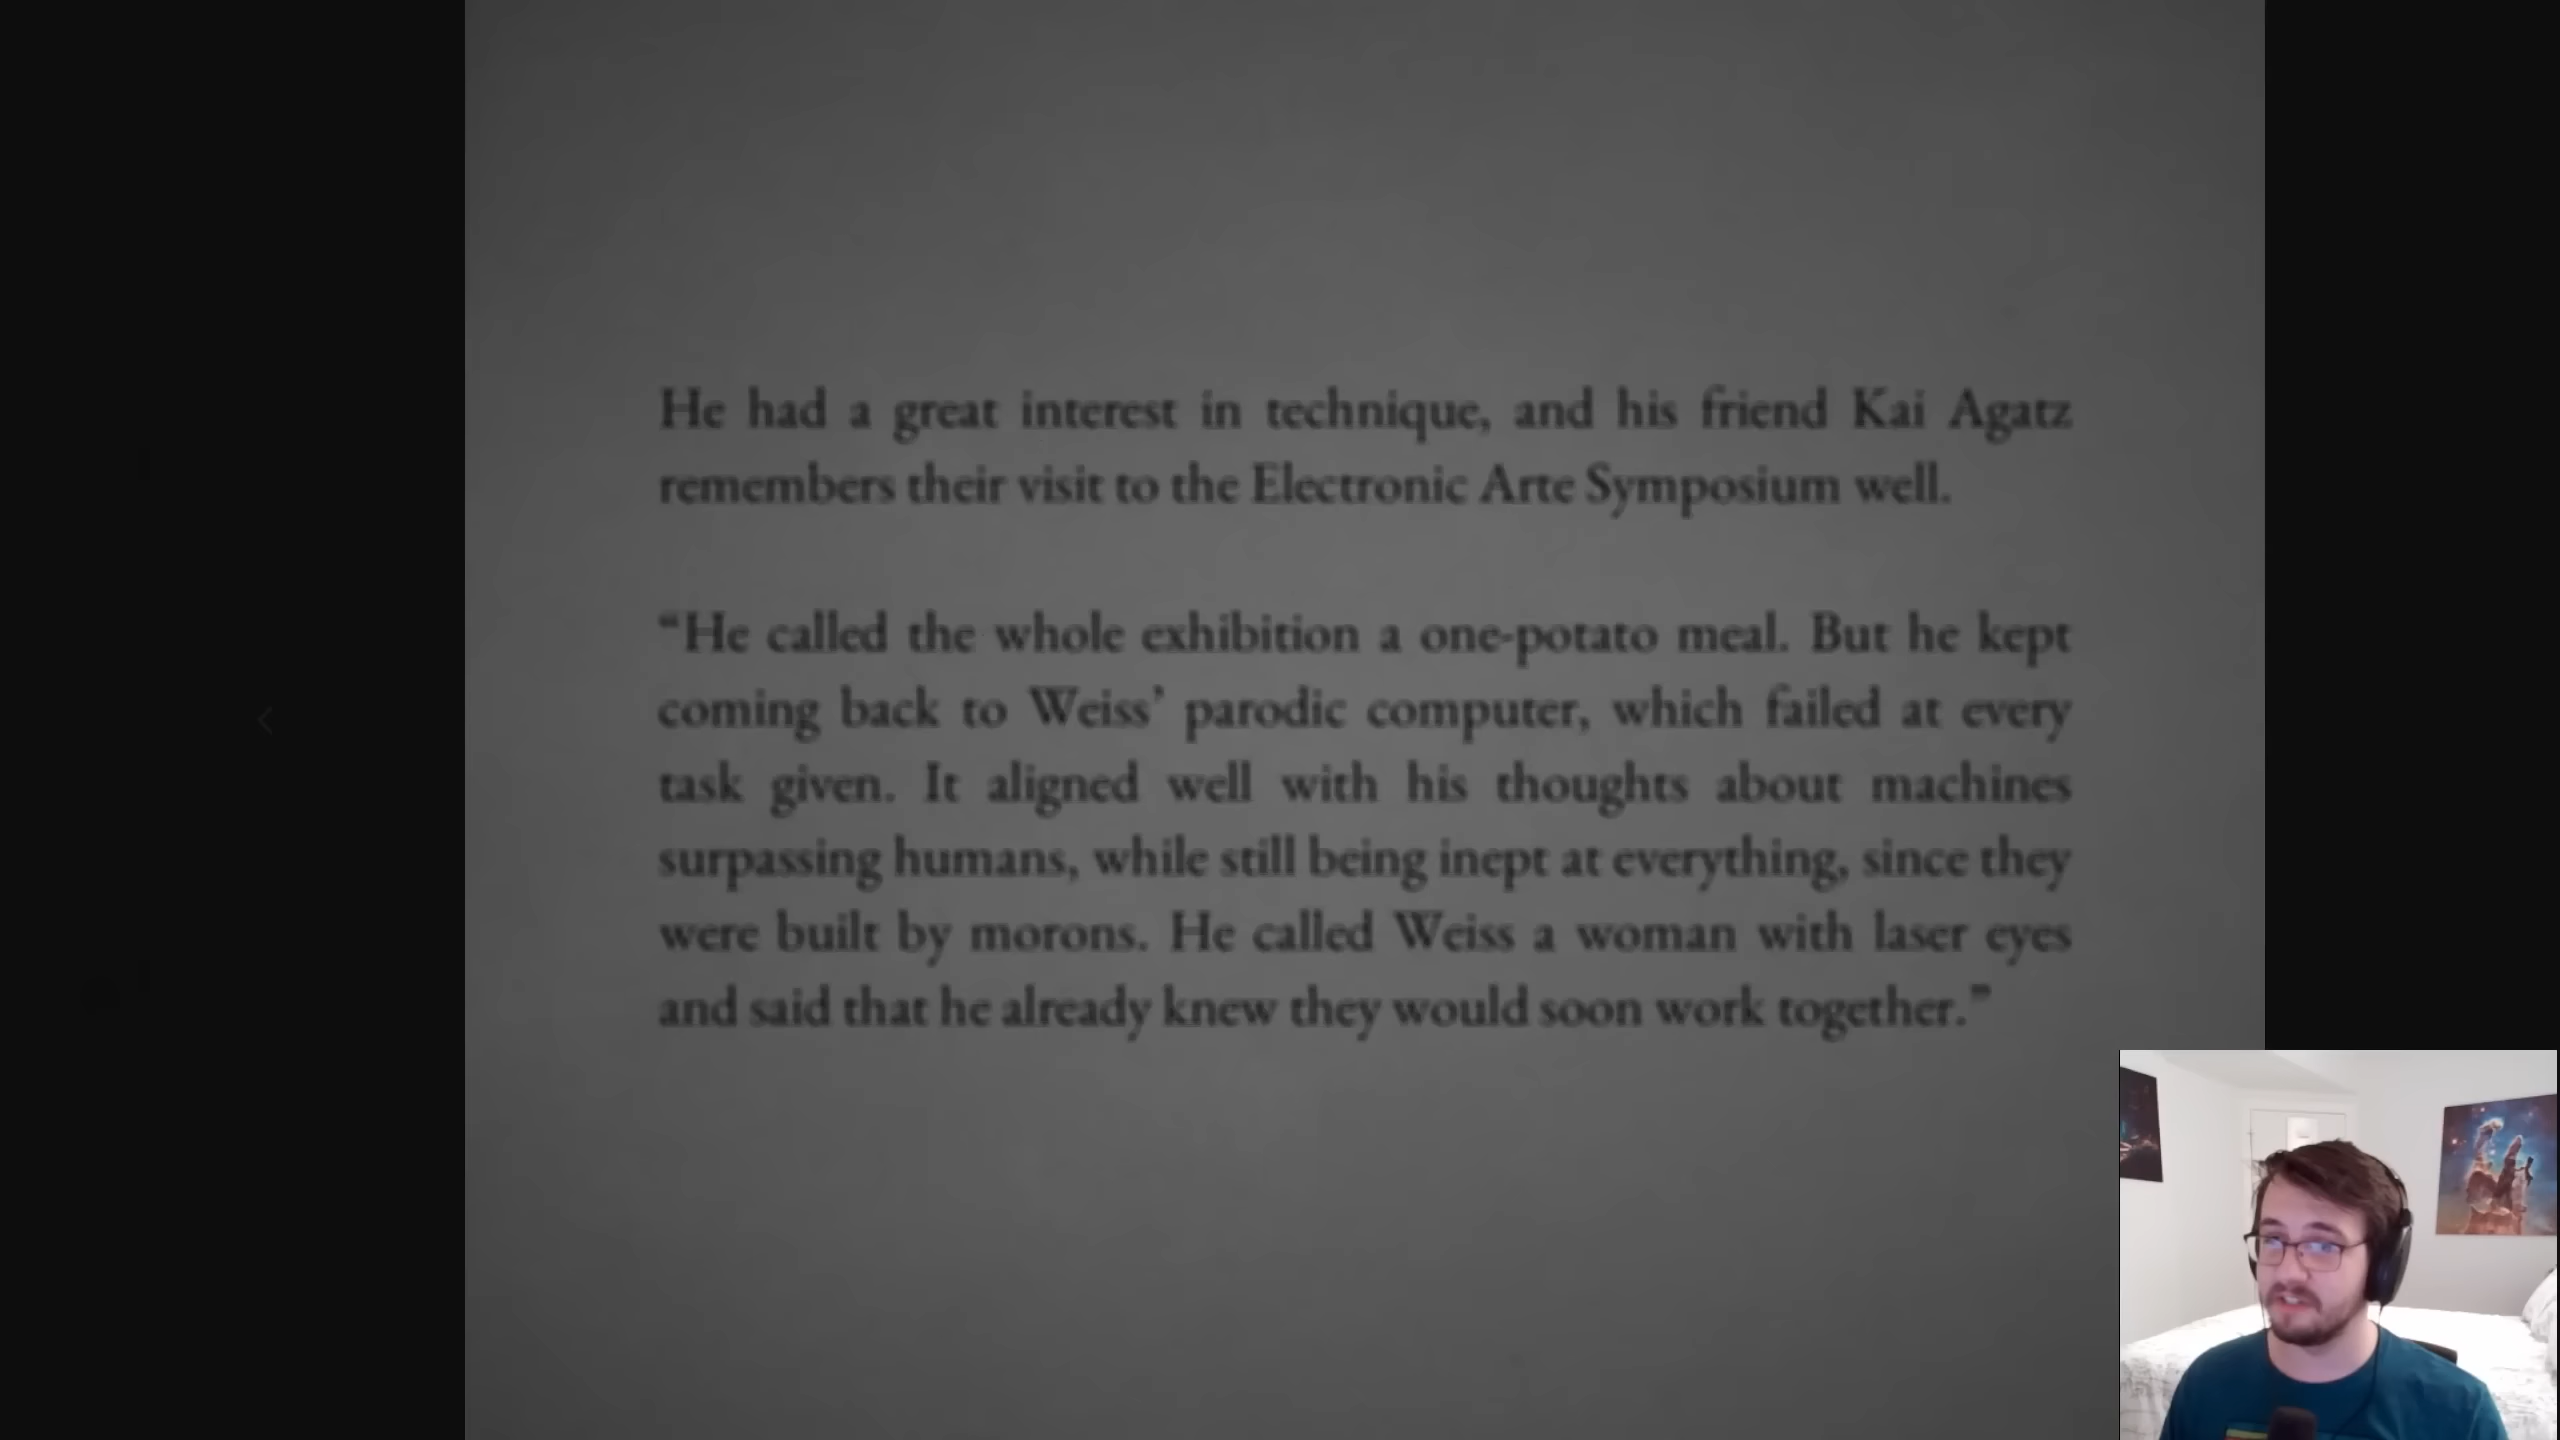 He had a great interest in technique, and his friend Kai Agatz
remembers their visit to the Electronic Arte Symposium well.
“He called the whole exhibition a one-potato meal. But he kept
coming back to Weiss’ parodic computer, which failed at every
task given. It aligned well with his thoughts about machines
surpassing humans, while still being inept at everything, since they
were built by morons. He called Weiss a woman with laser eyes
and said that he already knew they would soon work together.”